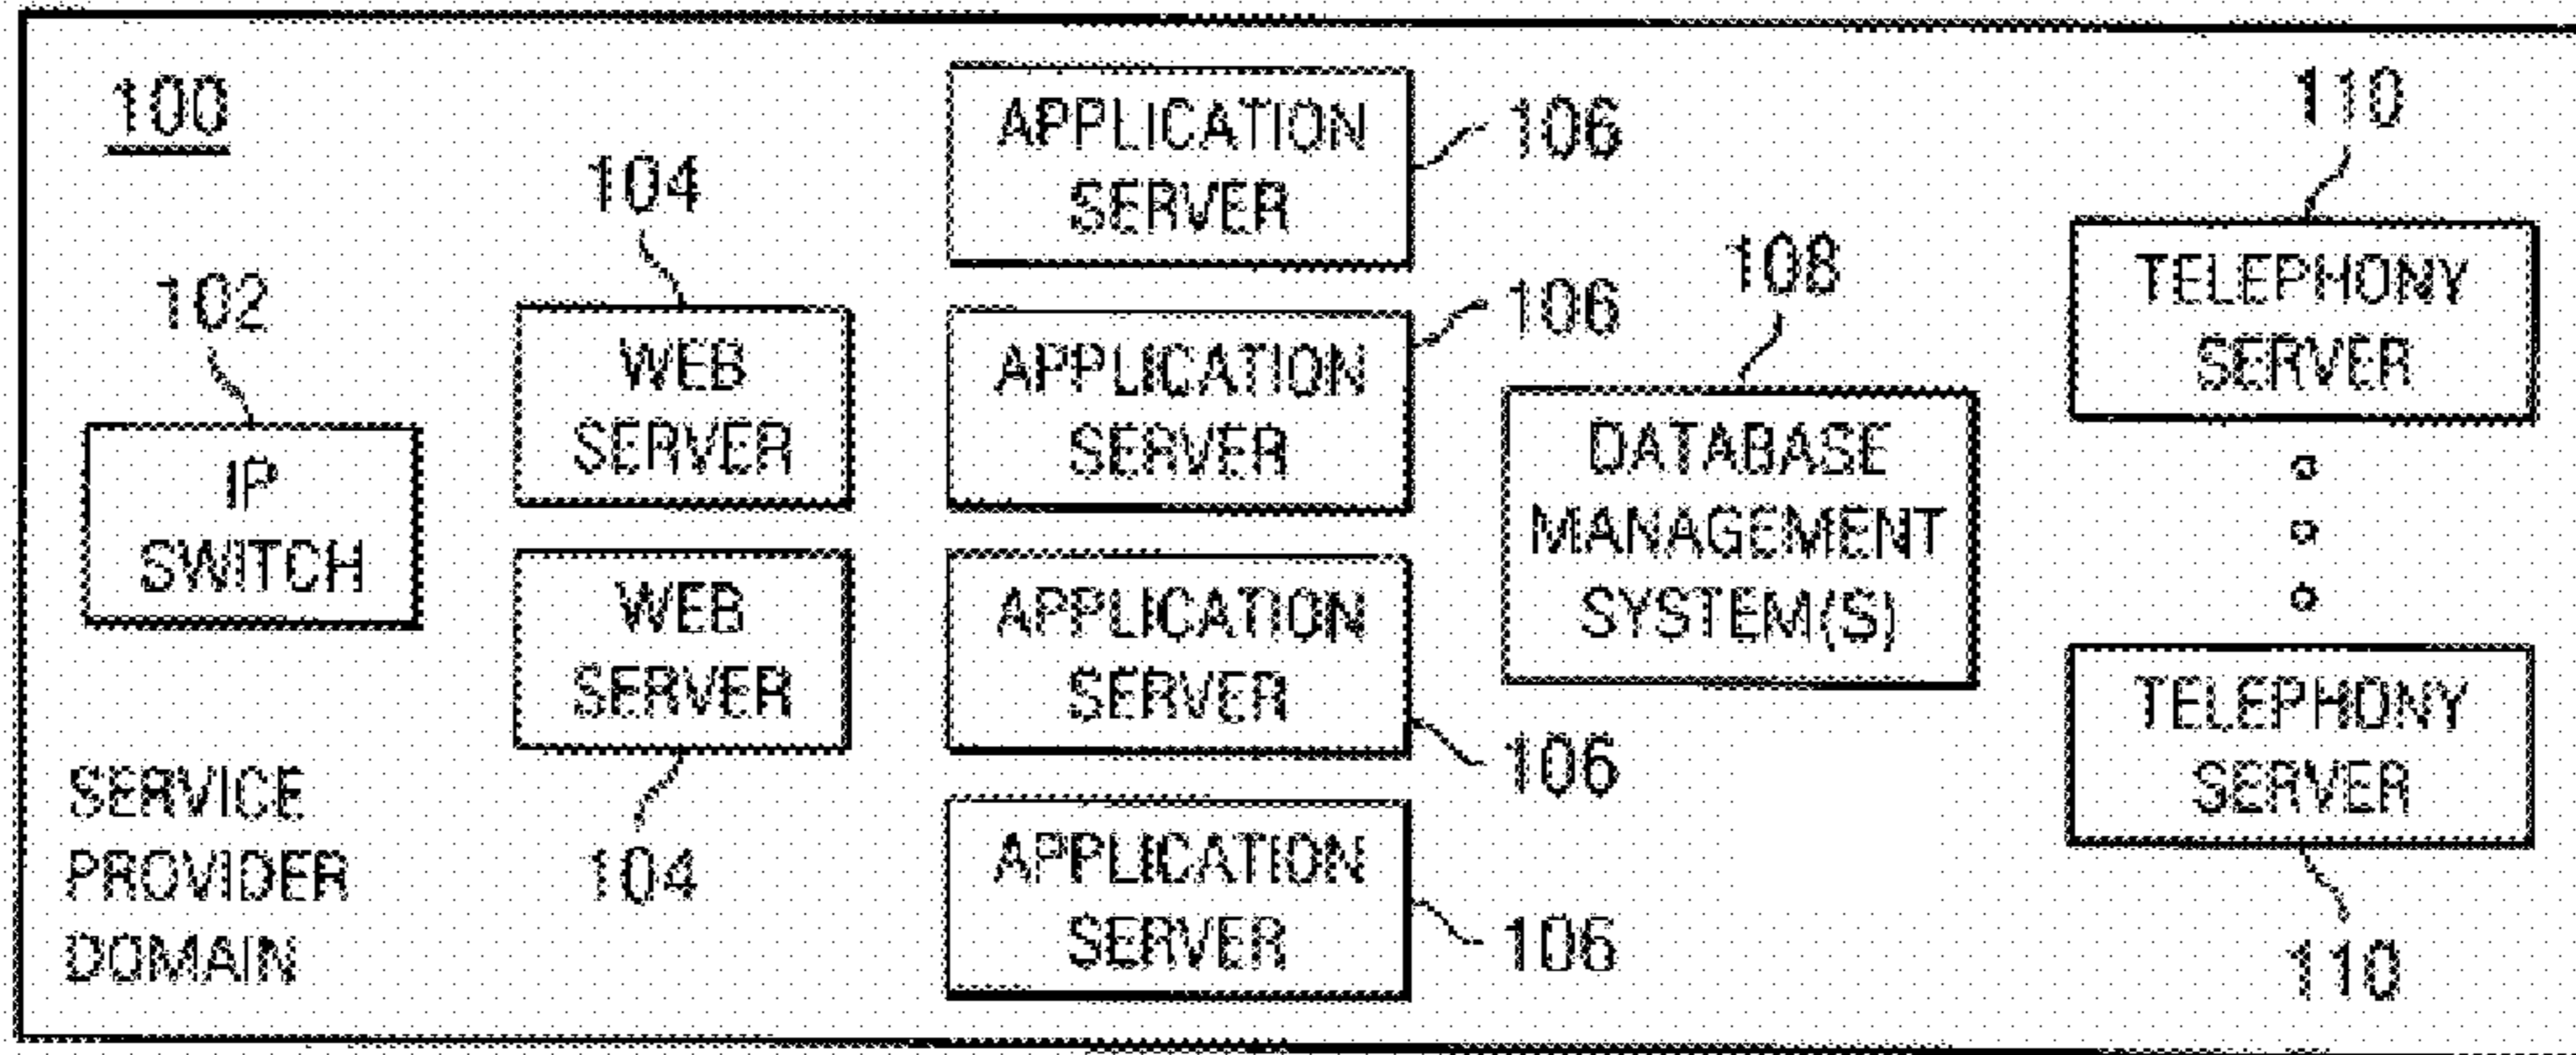 100
102
IP
SWITCH
SERVICE
PROVIDER
DOMAIN
104
WEB
SERVER
WEB
SERVER
104
APPLICATION
SERVER
106
APPLICATION
SERVER
106
APPLICATION
SERVER
106
APPLICATION
SERVER
106
108
DATABASE
MANAGEMENT
SYSTEM(S)
110
TELEPHONY
SERVER
TELEPHONY
SERVER
110